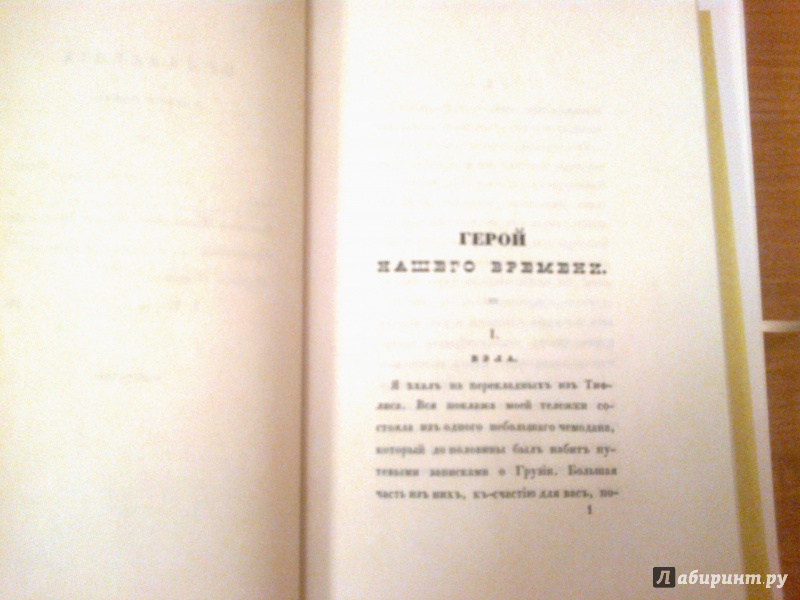 ГЕРОЙ
НАШЕГО ВРЕМЕНИ.
I.
БЭЛА.
Я ѣхалъ на перекладныхъ изъ Тиф-
лиса. Вся поклажа моей тележки со-
стояла изъ одного небольшаго чемодана,
который до половины былъ набитъ пу-
тевыми записками о Грузіи. Большая
часть изъ нихъ, къ-счастію для васъ, по-
1
Лабиринт.ру